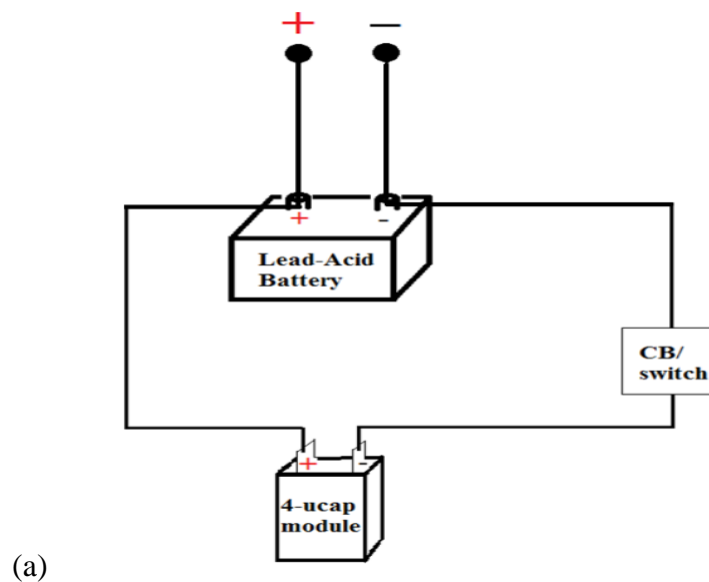 + −
+ -
Lead-Acid
Battery
CB/
switch
+ -
4-ucap
module
(a)